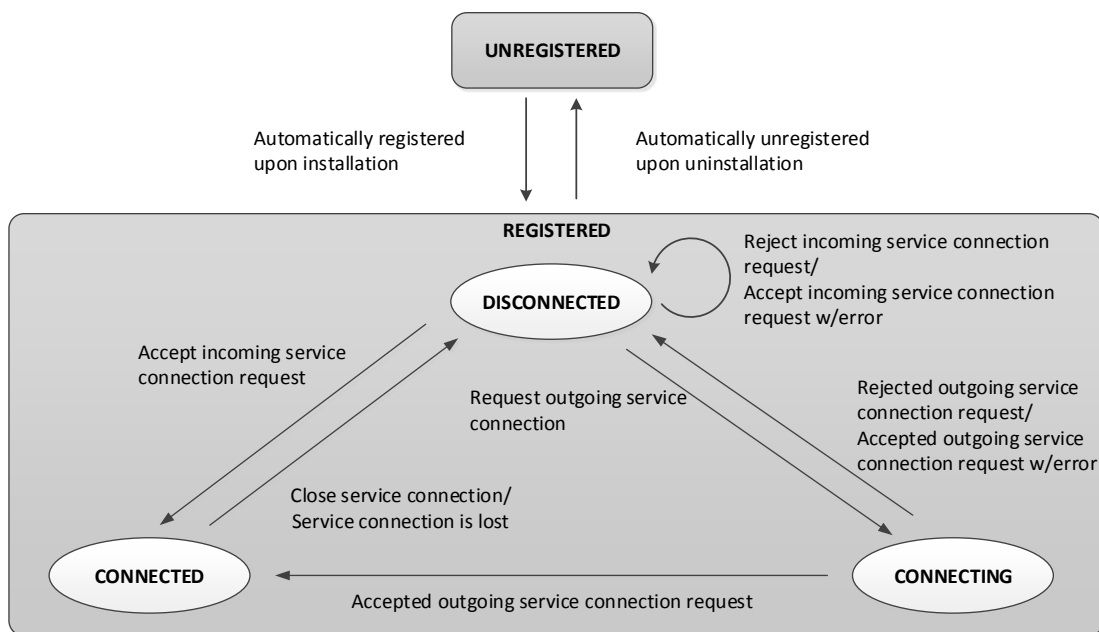 UNREGISTERED
Automatically registered
upon installation
Automatically unregistered
upon uninstallation
REGISTERED
Reject incoming service connection
request/
Accept incoming service connection
request w/error
DISCONNECTED
Accept incoming service
connection request
Request outgoing service
connection
Rejected outgoing service
connection request/
Accepted outgoing service
connection request w/error
Close service connection/
Service connection is lost
CONNECTED
CONNECTING
Accepted outgoing service connection request